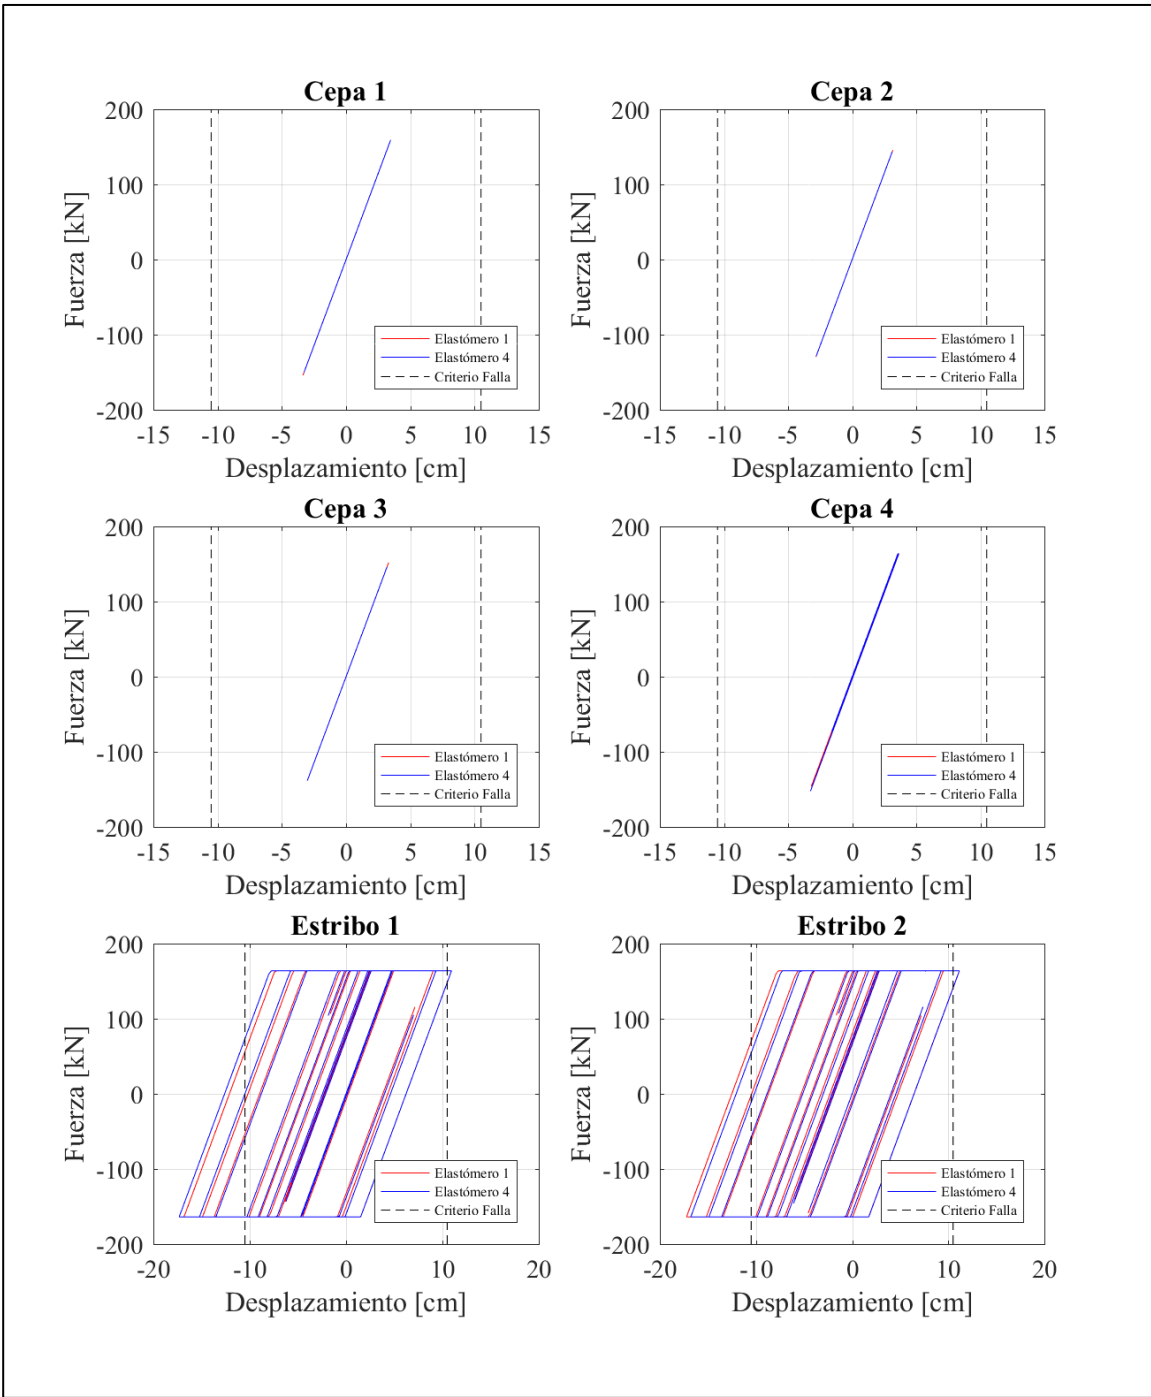 Cepa 1
200
100
0
-100
-200
Fuerza [kN]
-15 -10 -5 0 5 10 15
Desplazamiento [cm]
Elastómero 1
Elastómero 4
Criterio Falla
Cepa 2
200
100
0
-100
-200
Fuerza [kN]
-15 -10 -5 0 5 10 15
Desplazamiento [cm]
Elastómero 1
Elastómero 4
Criterio Falla
Cepa 3
200
100
0
-100
-200
Fuerza [kN]
-15 -10 -5 0 5 10 15
Desplazamiento [cm]
Elastómero 1
Elastómero 4
Criterio Falla
Cepa 4
200
100
0
-100
-200
Fuerza [kN]
-15 -10 -5 0 5 10 15
Desplazamiento [cm]
Elastómero 1
Elastómero 4
Criterio Falla
Estribo 1
200
100
0
-100
-200
Fuerza [kN]
-20 -10 0 10 20
Desplazamiento [cm]
Elastómero 1
Elastómero 4
Criterio Falla
Estribo 2
200
100
0
-100
-200
Fuerza [kN]
-20 -10 0 10 20
Desplazamiento [cm]
Elastómero 1
Elastómero 4
Criterio Falla